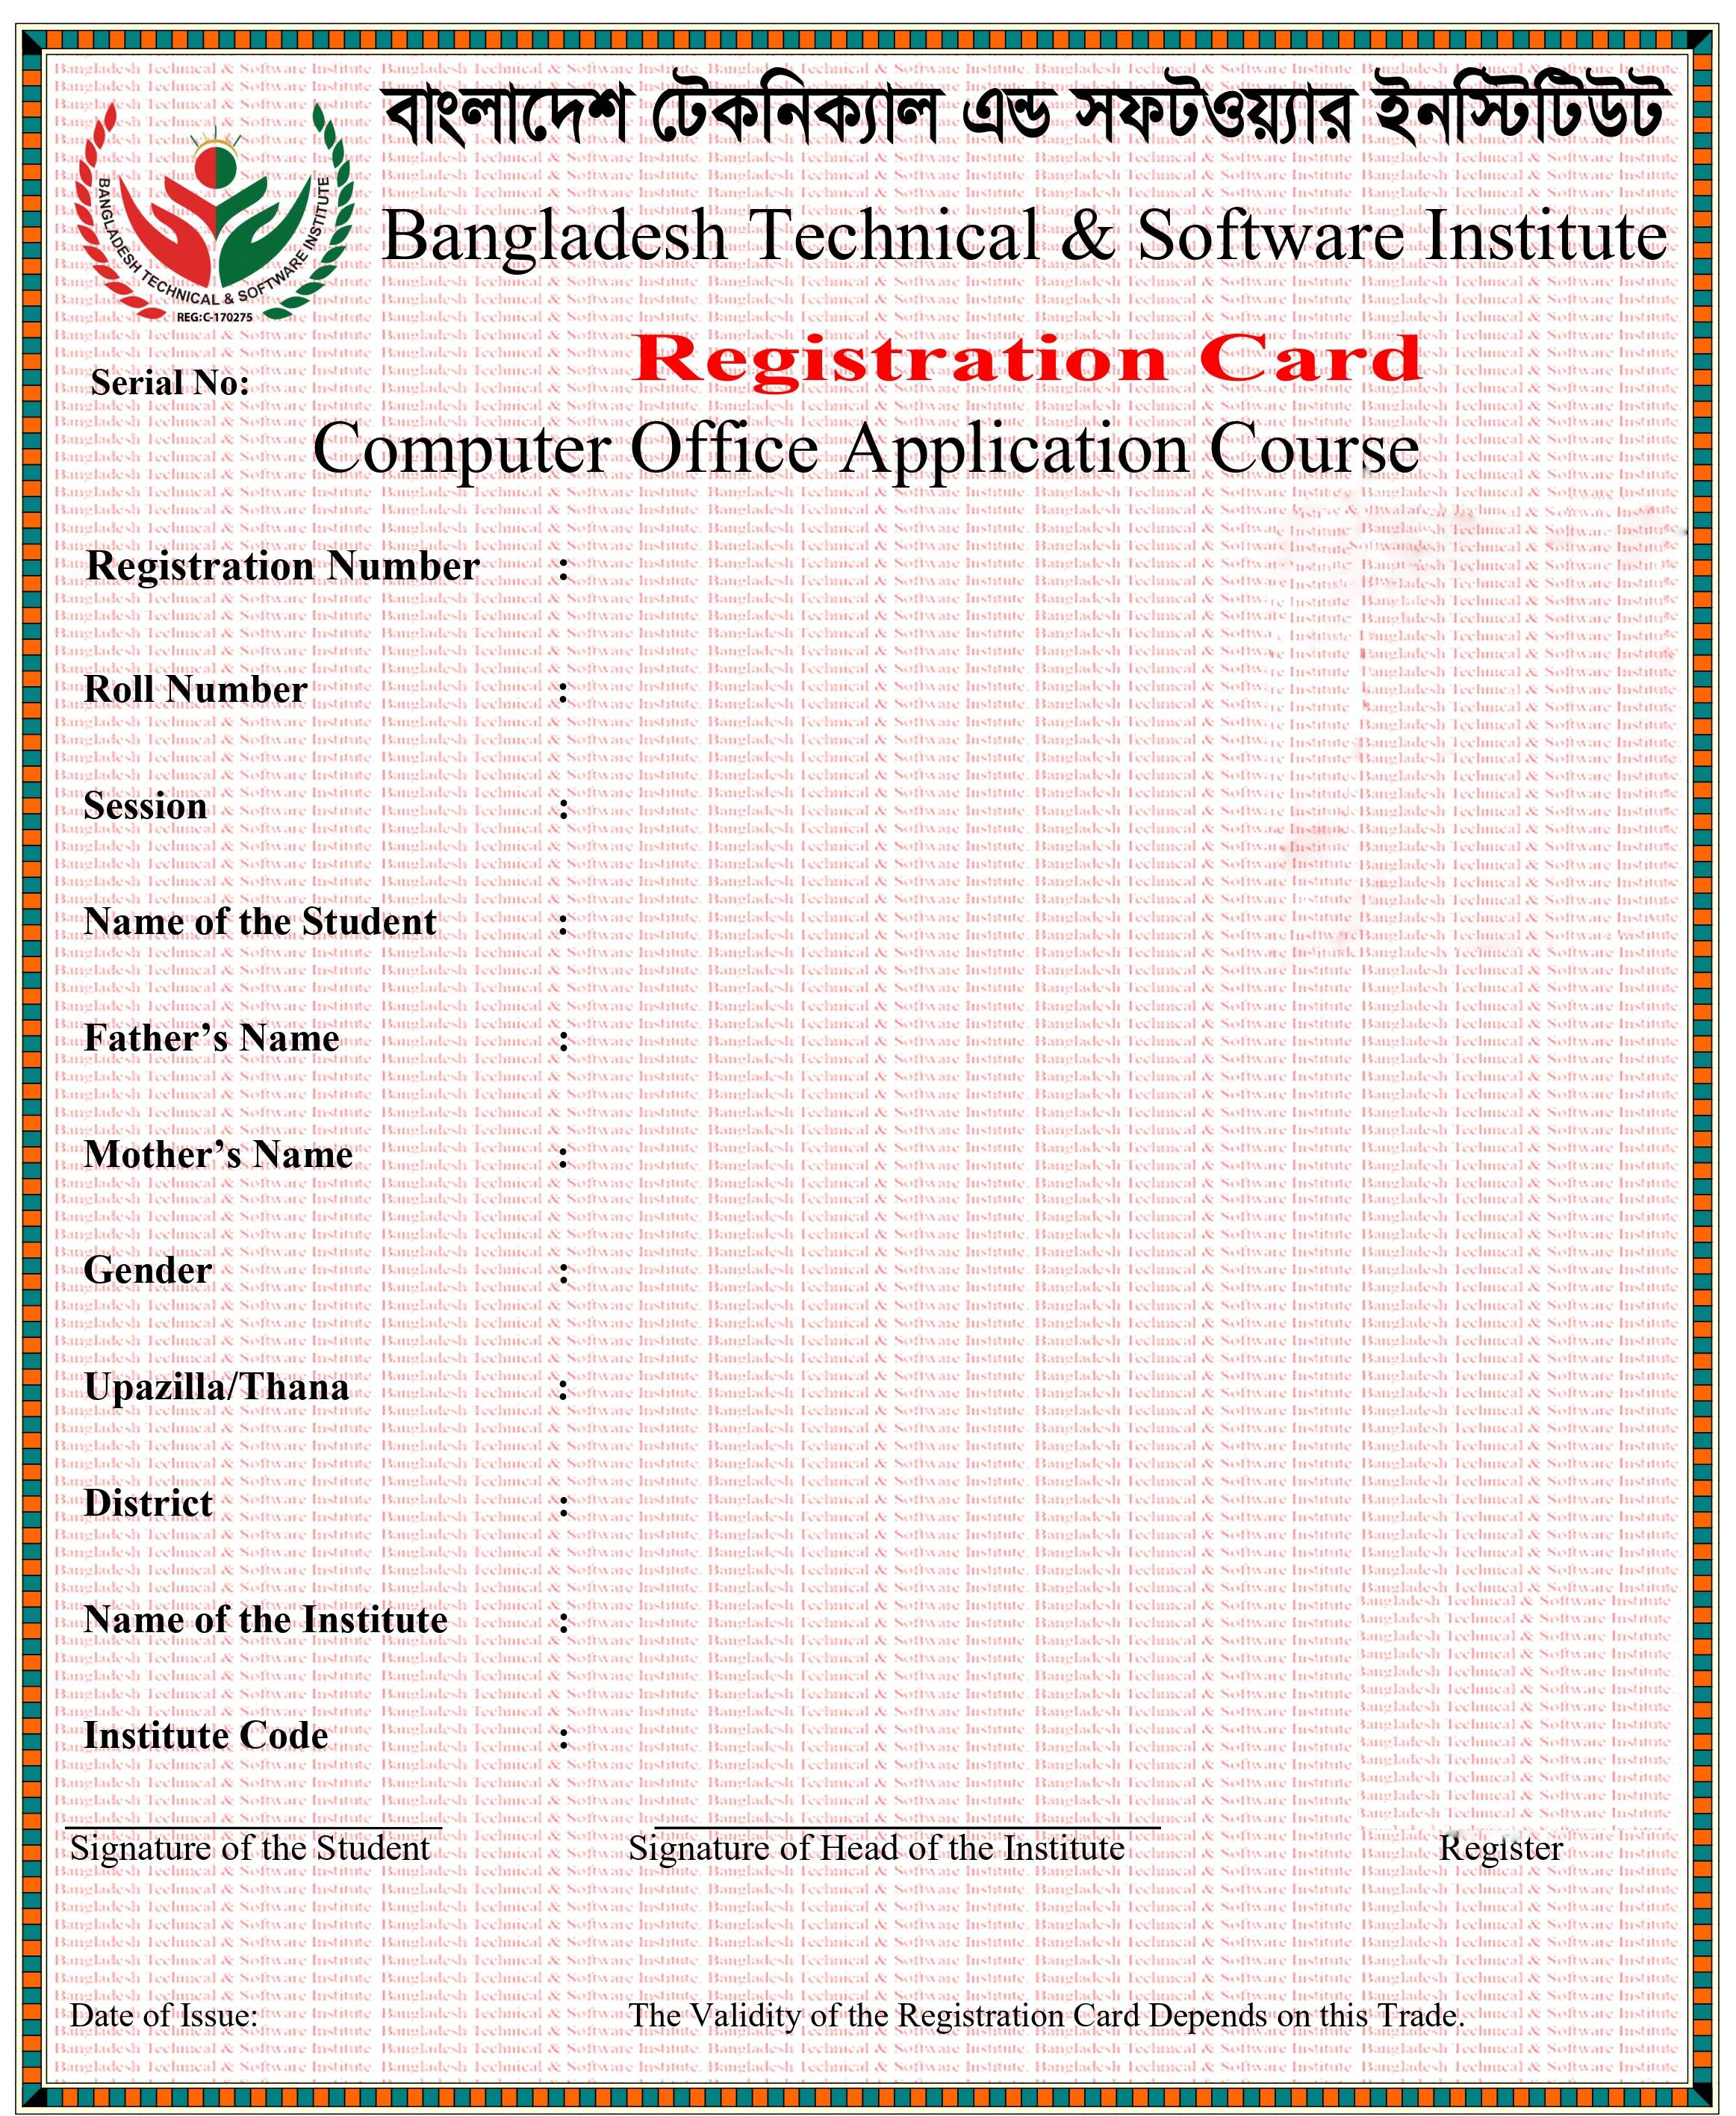 বাংলাদেশ টেকনিক্যাল এন্ড সফটওয়্যার ইনস্টিটিউট
BANGLADESH TECHNICAL & SOFTWARE INSTITUTE
REG:C-170275
Bangladesh Technical & Software Institute
Registration Card
Serial No:
Computer Office Application Course
Registration Number :
Roll Number :
Session :
Name of the Student :
Father’s Name :
Mother’s Name :
Gender :
Upazilla/Thana :
District :
Name of the Institute :
Institute Code :
Signature of the Student Signature of Head of the Institute Register
Date of Issue: The Validity of the Registration Card Depends on this Trade.